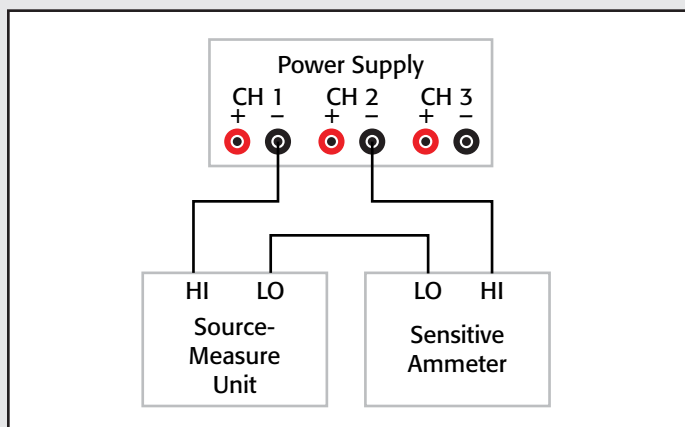 Power Supply
CH 1 CH 2 CH 3
+ − + − + −
HI LO
LO HI
Source-
Measure
Unit
Sensitive
Ammeter